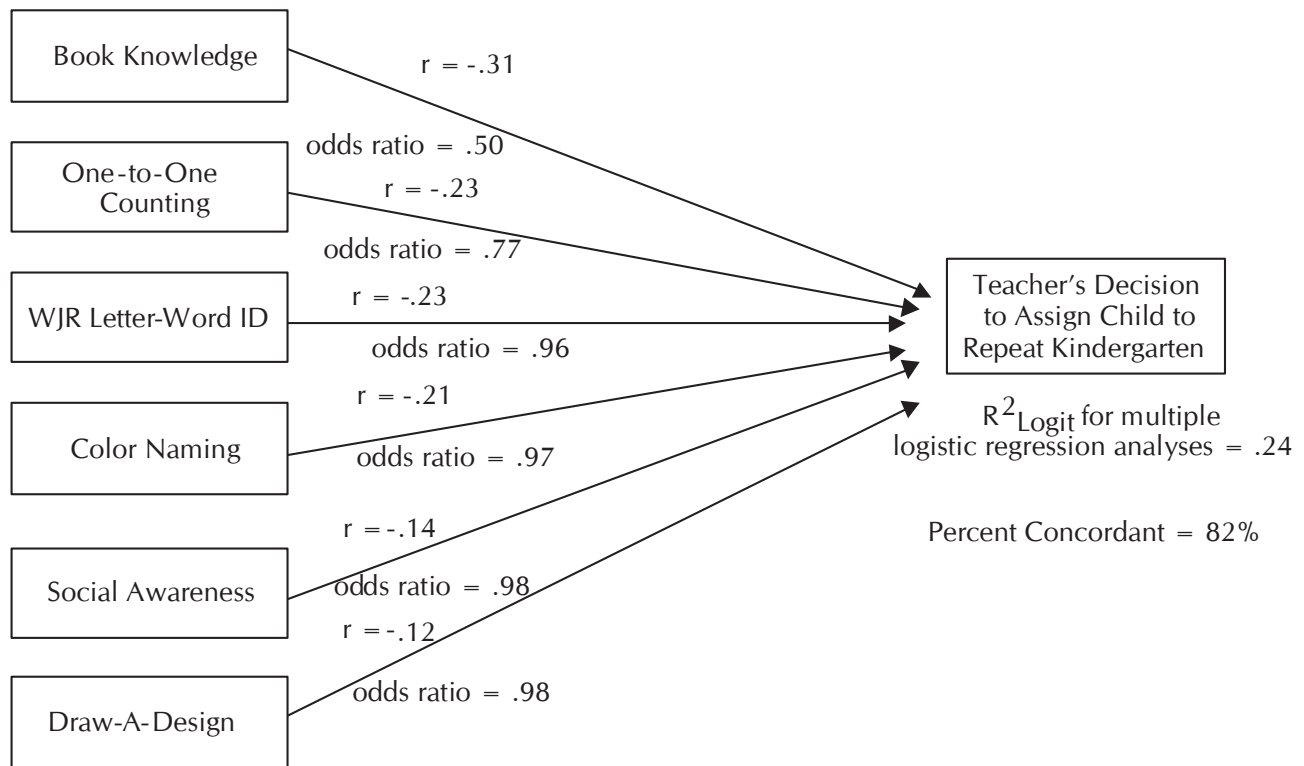 Book Knowledge
r = -.31
odds ratio = .50
One-to-One
Counting
r = -.23
odds ratio = .77
WJR Letter-Word ID
r = -.23
odds ratio = .96
Color Naming
r = -.21
odds ratio = .97
Social Awareness
r = -.14
odds ratio = .98
Draw-A-Design
r = -.12
odds ratio = .98
Teacher’s Decision
to Assign Child to
Repeat Kindergarten
R2Logit for multiple
logistic regression analyses = .24
Percent Concordant = 82%